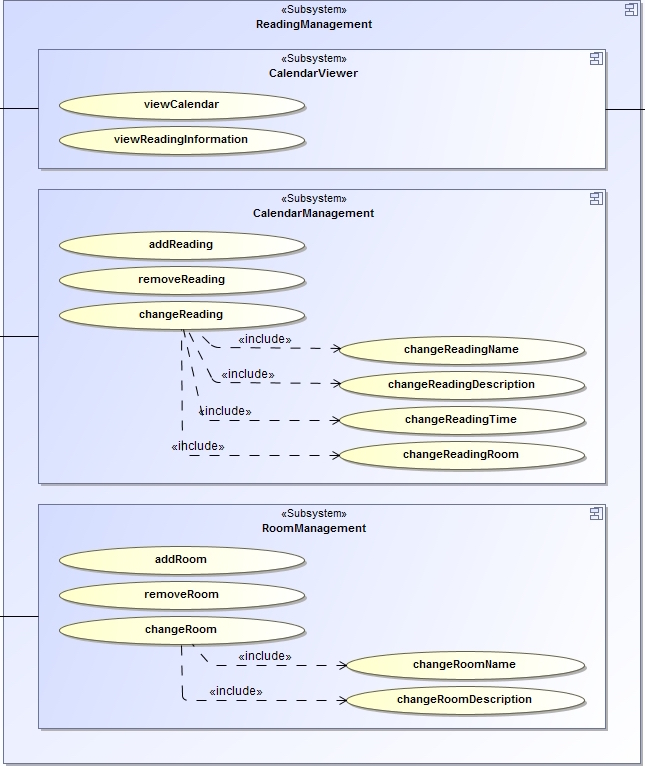 «Subsystem»
ReadingManagement
«Subsystem»
CalendarViewer
viewCalendar
viewReadingInformation
«Subsystem»
CalendarManagement
addReading
removeReading
changeReading
«include»
changeReadingName
«include»
changeReadingDescription
«include»
changeReadingTime
«include»
changeReadingRoom
«Subsystem»
RoomManagement
addRoom
removeRoom
changeRoom
«include»
changeRoomName
«include»
changeRoomDescription